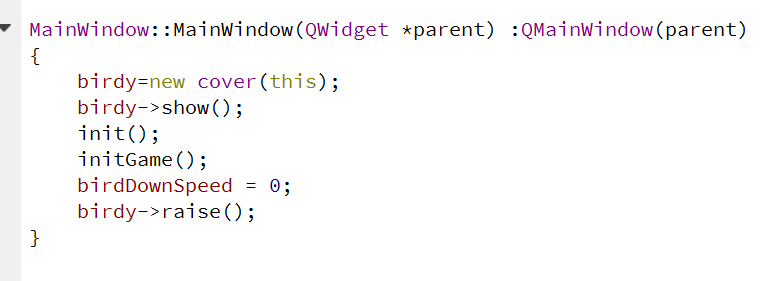 MainWindow::MainWindow(QWidget *parent) :QMainWindow(parent)
{
    birdy=new cover(this);
    birdy->show();
    init();
    initGame();
    birdDownSpeed = 0;
    birdy->raise();
}